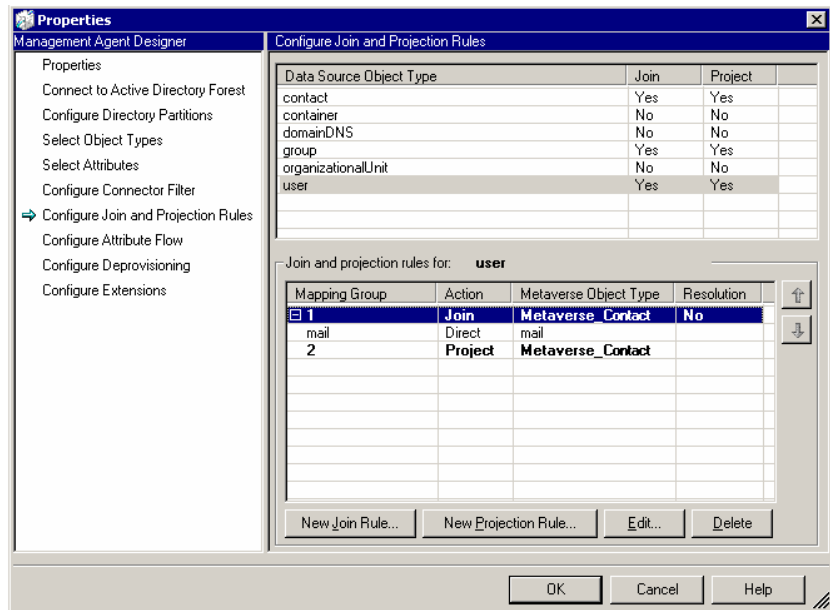 Properties
Management Agent Designer
Properties
Connect to Active Directory Forest
Configure Directory Partitions
Select Object Types
Select Attributes
Configure Connector Filter
Configure Join and Projection Rules
Configure Attribute Flow
Configure Deprovisioning
Configure Extensions
Configure Join and Projection Rules
Data Source Object Type Join Project
contact Yes Yes
container No No
domainDNS No No
group Yes Yes
organizationalUnit No No
user Yes Yes
Join and projection rules for: user
Mapping Group Action Metaverse Object Type Resolution
1 Join Metaverse_Contact No
mail Direct mail
2 Project Metaverse_Contact
New Join Rule... New Projection Rule... Edit... Delete
OK Cancel Help